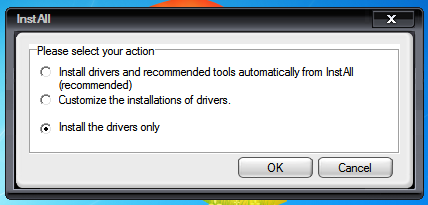 InstAll
X
Please select your action
Install drivers and recommended tools automatically from InstAll
(recommended)
Customize the installations of drivers.
Install the drivers only
OK Cancel